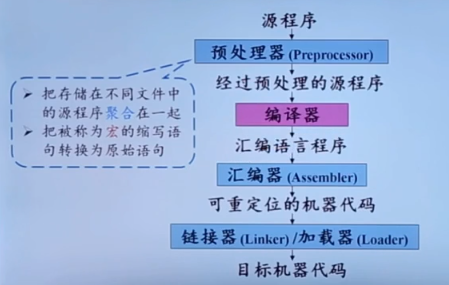 源程序
预处理器(Preprocessor)
经过预处理的源程序
➢ 把存储在不同文件中
的源程序聚合在一起
➢ 把被称为宏的缩写语
句转换为原始语句
编译器
汇编语言程序
汇编器(Assembler)
可重定位的机器代码
链接器(Linker)/加载器(Loader)
目标机器代码